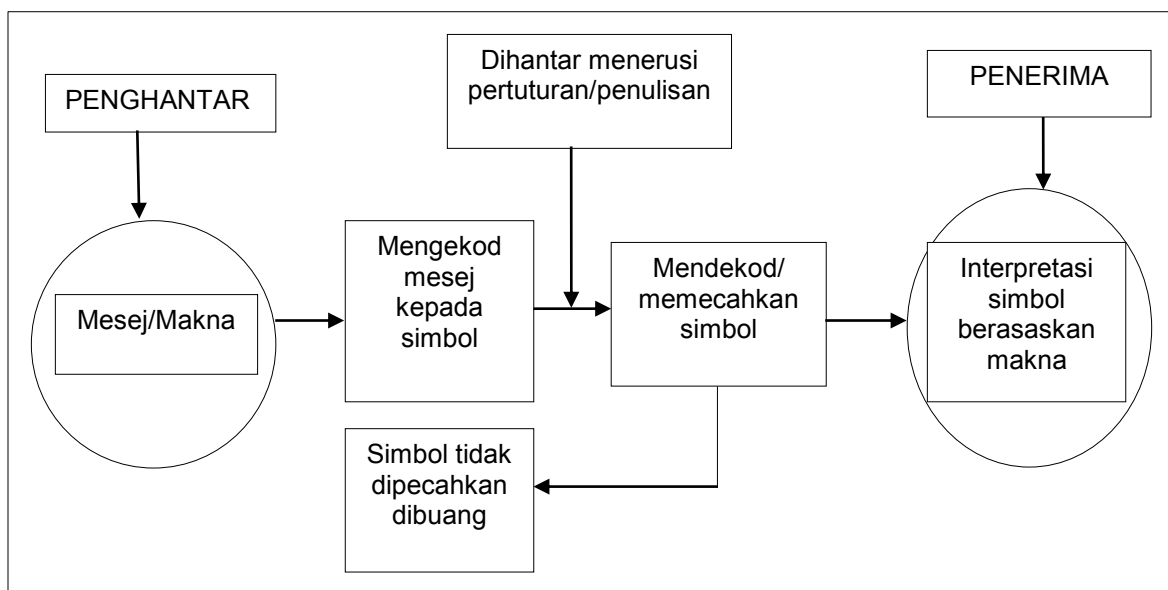 PENGHANTAR
Dihantar menerusi
pertuturan/penulisan
PENERIMA
Mesej/Makna
Mengekod
mesej
kepada
simbol
Mendekod/
memecahkan
simbol
Interpretasi
simbol
berasaskan
makna
Simbol tidak
dipecahkan
dibuang